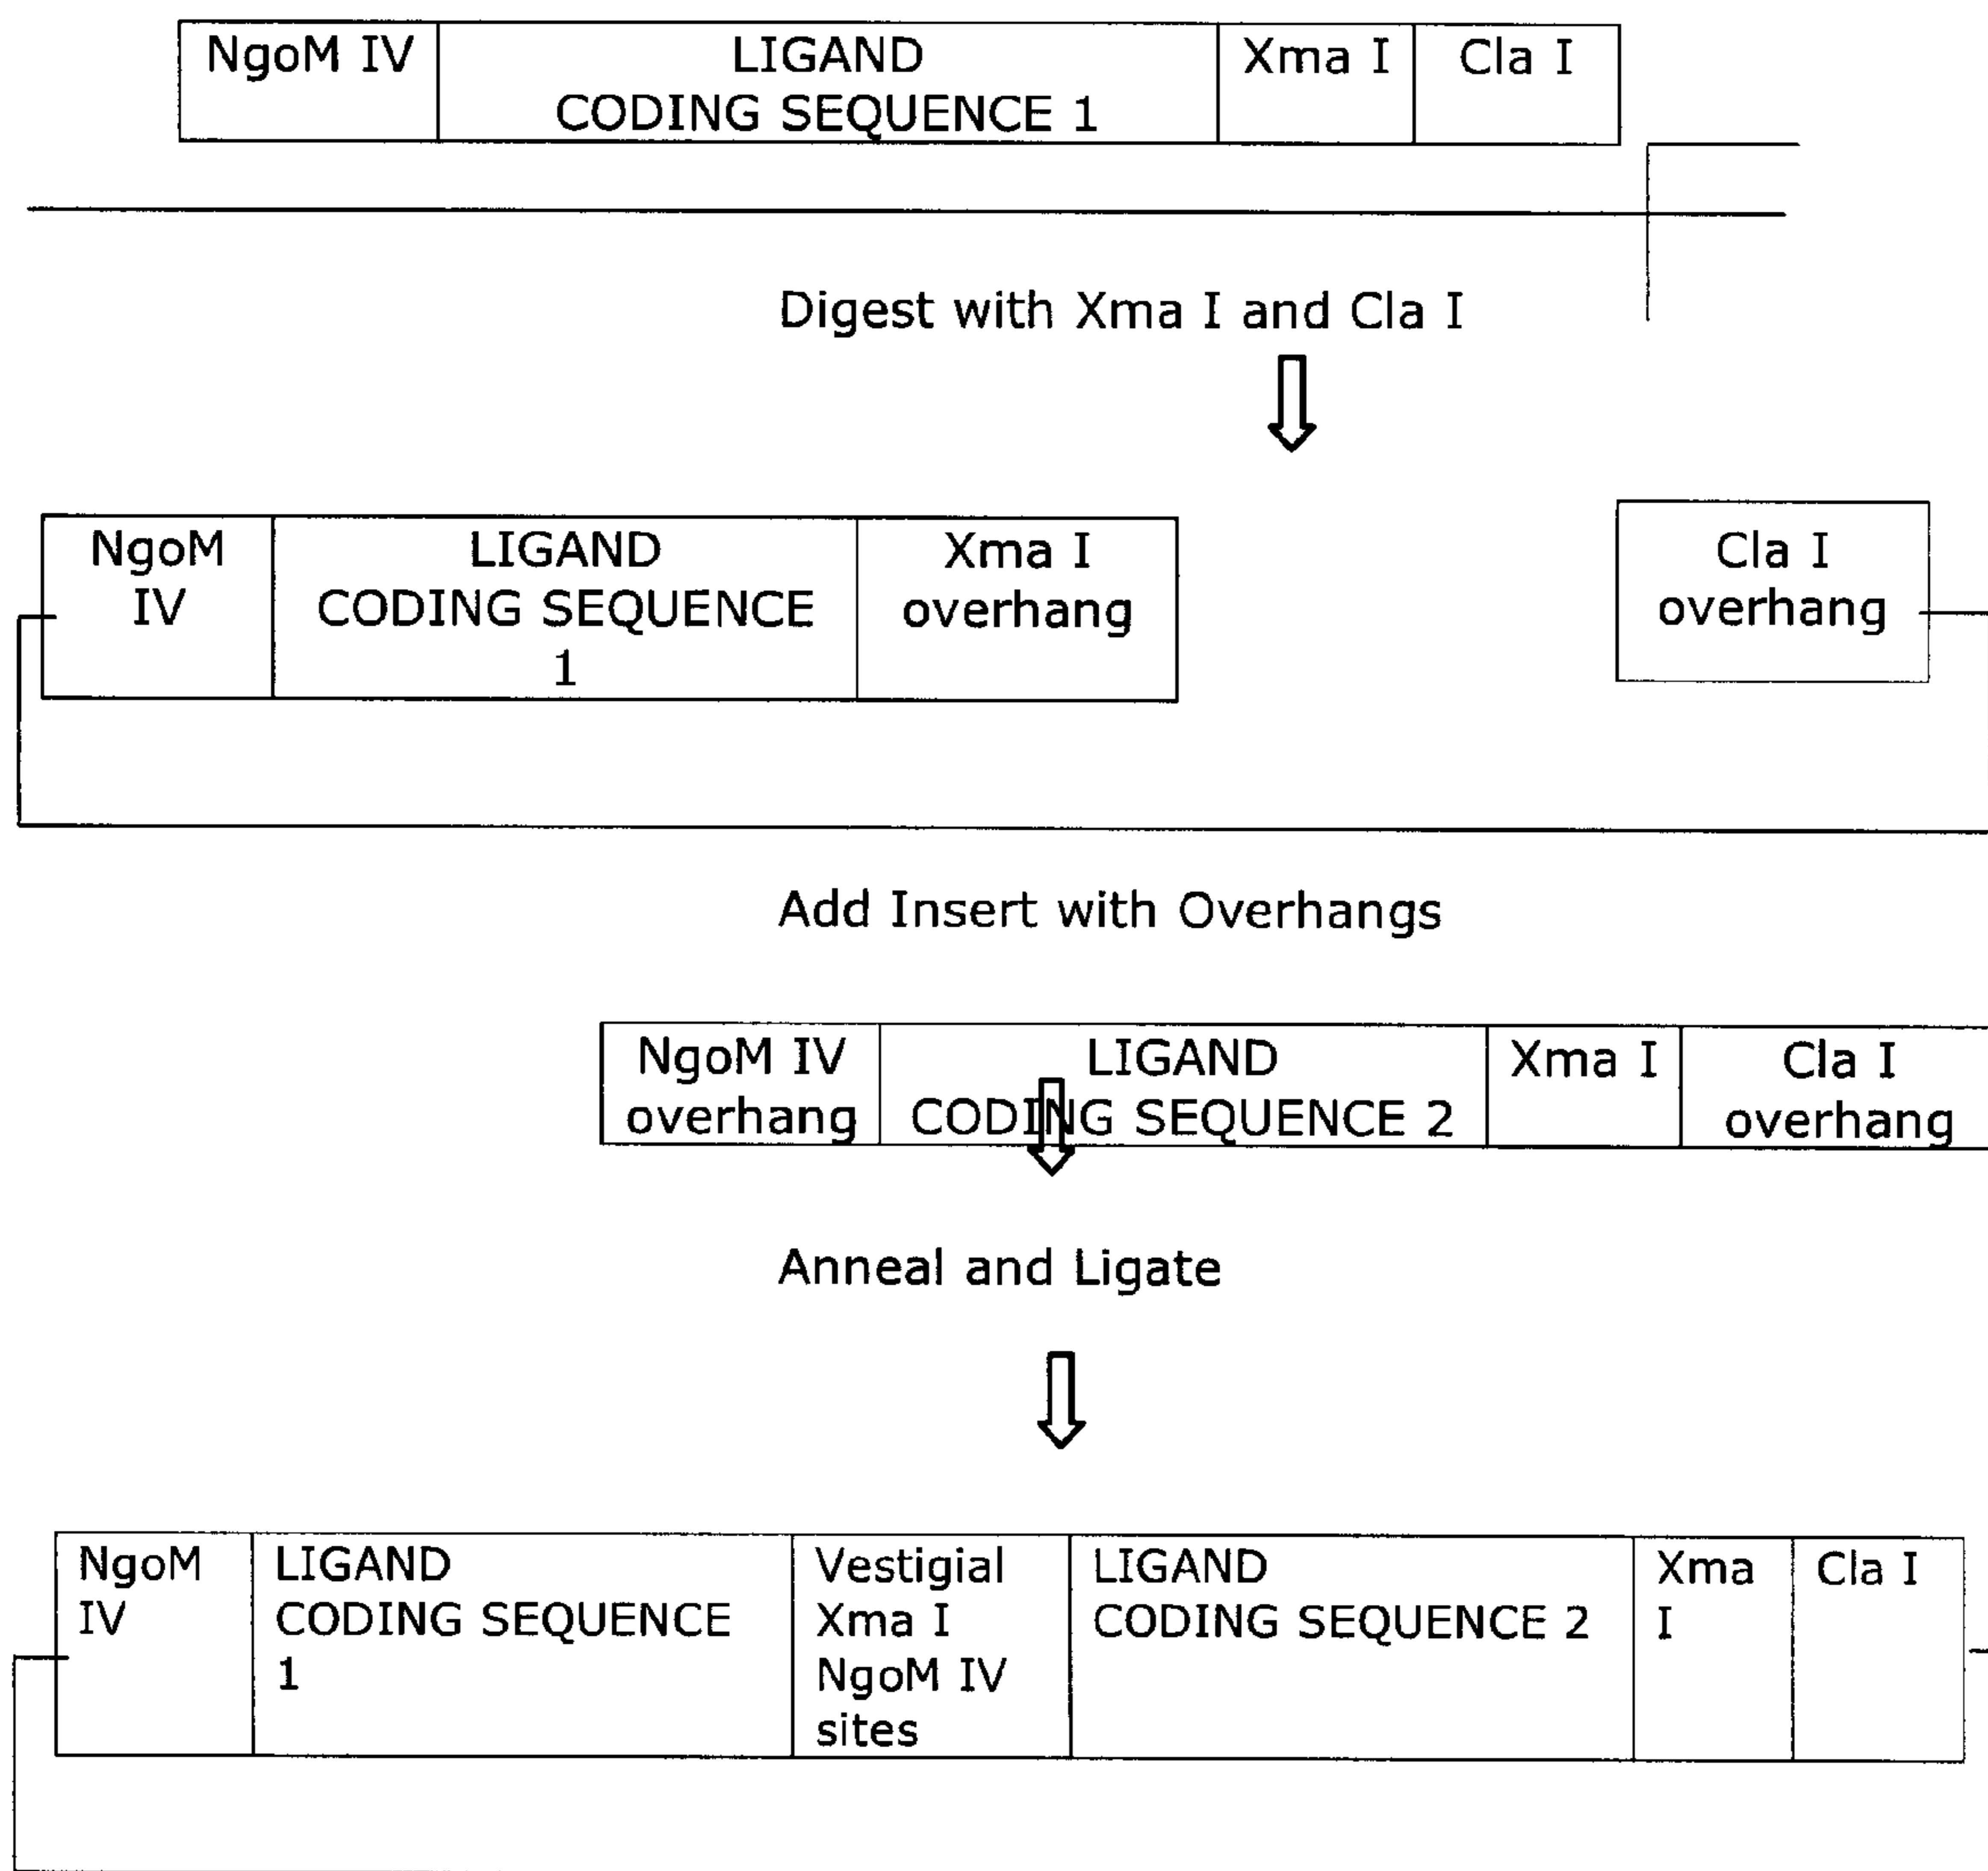 NgoM IV
LIGAND
CODING SEQUENCE 1
Xma I
Cla I
Digest with Xma I and Cla I
NgoM
IV
LIGAND
CODING SEQUENCE
1
Xma I
overhang
Cla I
overhang
Add Insert with Overhangs
NgoM IV
overhang
LIGAND
CODING SEQUENCE 2
Xma I
Cla I
overhang
Anneal and Ligate
NgoM
IV
LIGAND
CODING SEQUENCE
1
Vestigial
Xma I
NgoM IV
sites
LIGAND
CODING SEQUENCE 2
Xma
I
Cla I